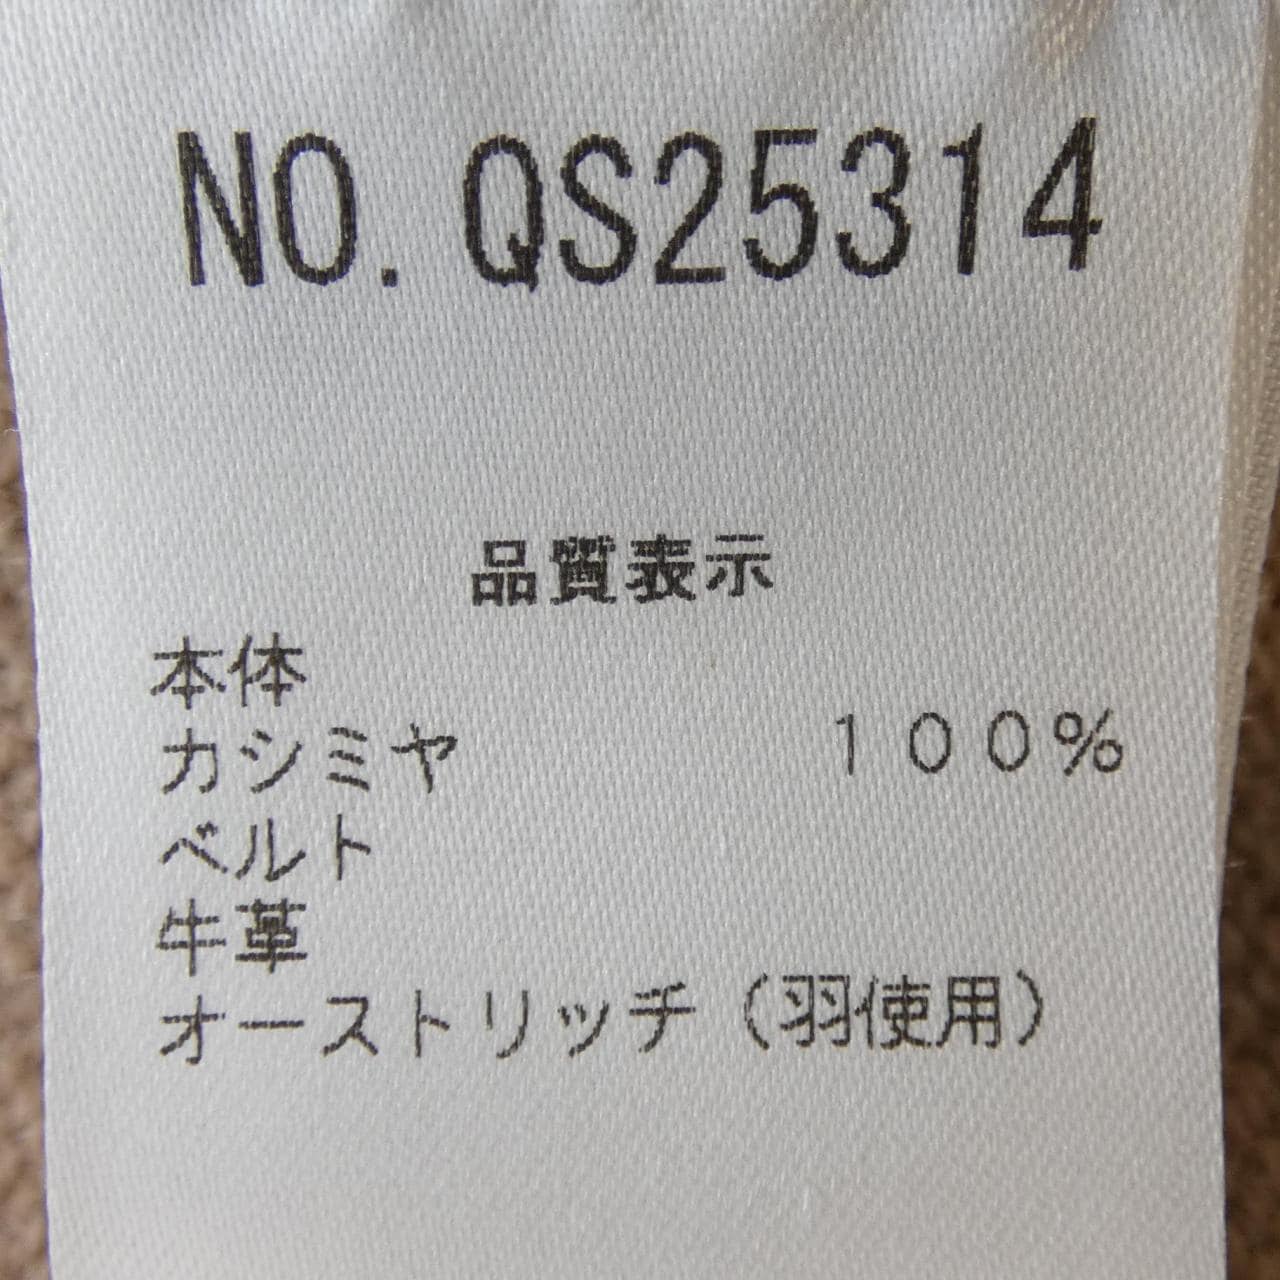 NO. QS25314
品質表示
本体
カシミヤ 100%
ベルト
牛革
オーストリッチ（羽使用）